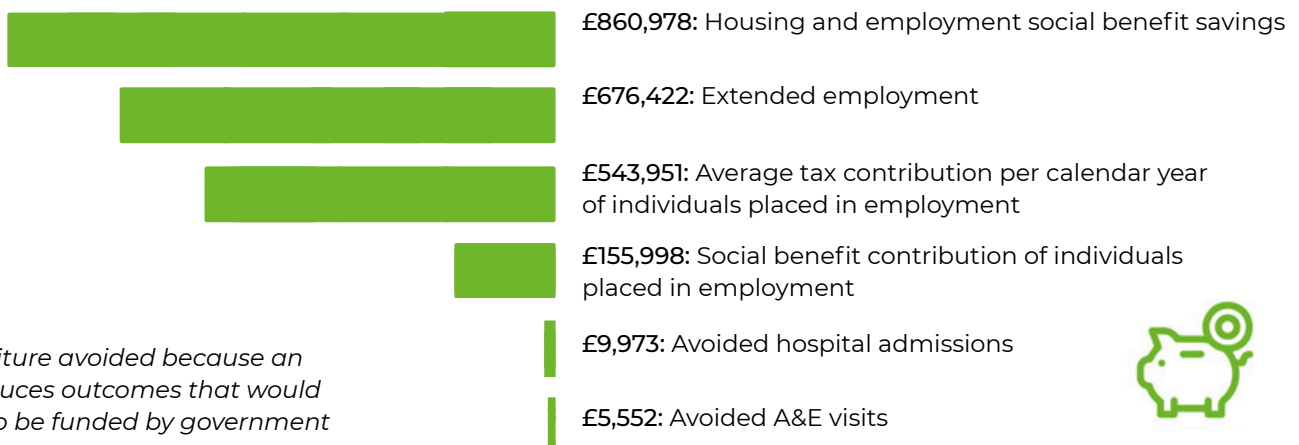 £860,978: Housing and employment social benefit savings
£676,422: Extended employment
£543,951: Average tax contribution per calendar year
of individuals placed in employment
£155,998: Social benefit contribution of individuals
placed in employment
£9,973: Avoided hospital admissions
£5,552: Avoided A&E visits
avoided because an
outcomes that would
be funded by government